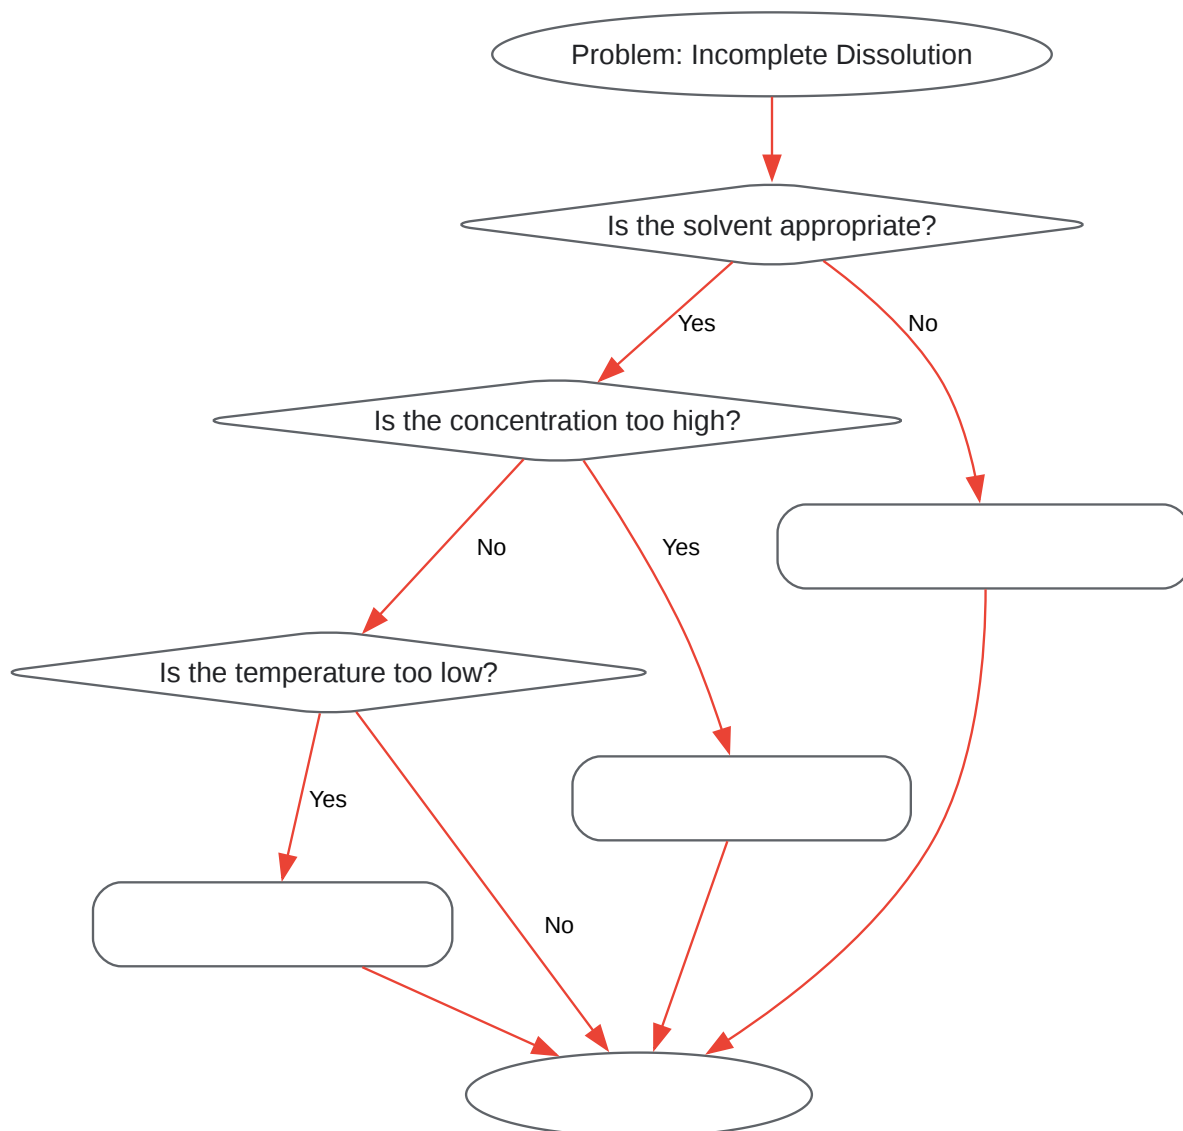 Problem: Incomplete Dissolution
Is the solvent appropriate?
Yes
No
Is the concentration too high?
No
Yes
Is the temperature too low?
Yes
No